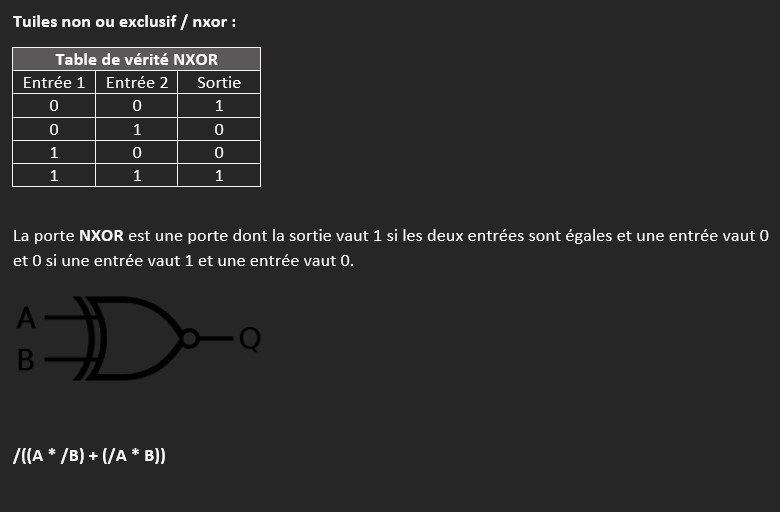 Tuiles non ou exclusif / nxor :
Table de vérité NXOR
Entrée 1 Entrée 2 Sortie
0 0 1
0 1 0
1 0 0
1 1 1
La porte NXOR est une porte dont la sortie vaut 1 si les deux entrées sont égales et une entrée vaut 0
et 0 si une entrée vaut 1 et une entrée vaut 0.
A
Q
B
/((A * /B) + (/A * B))